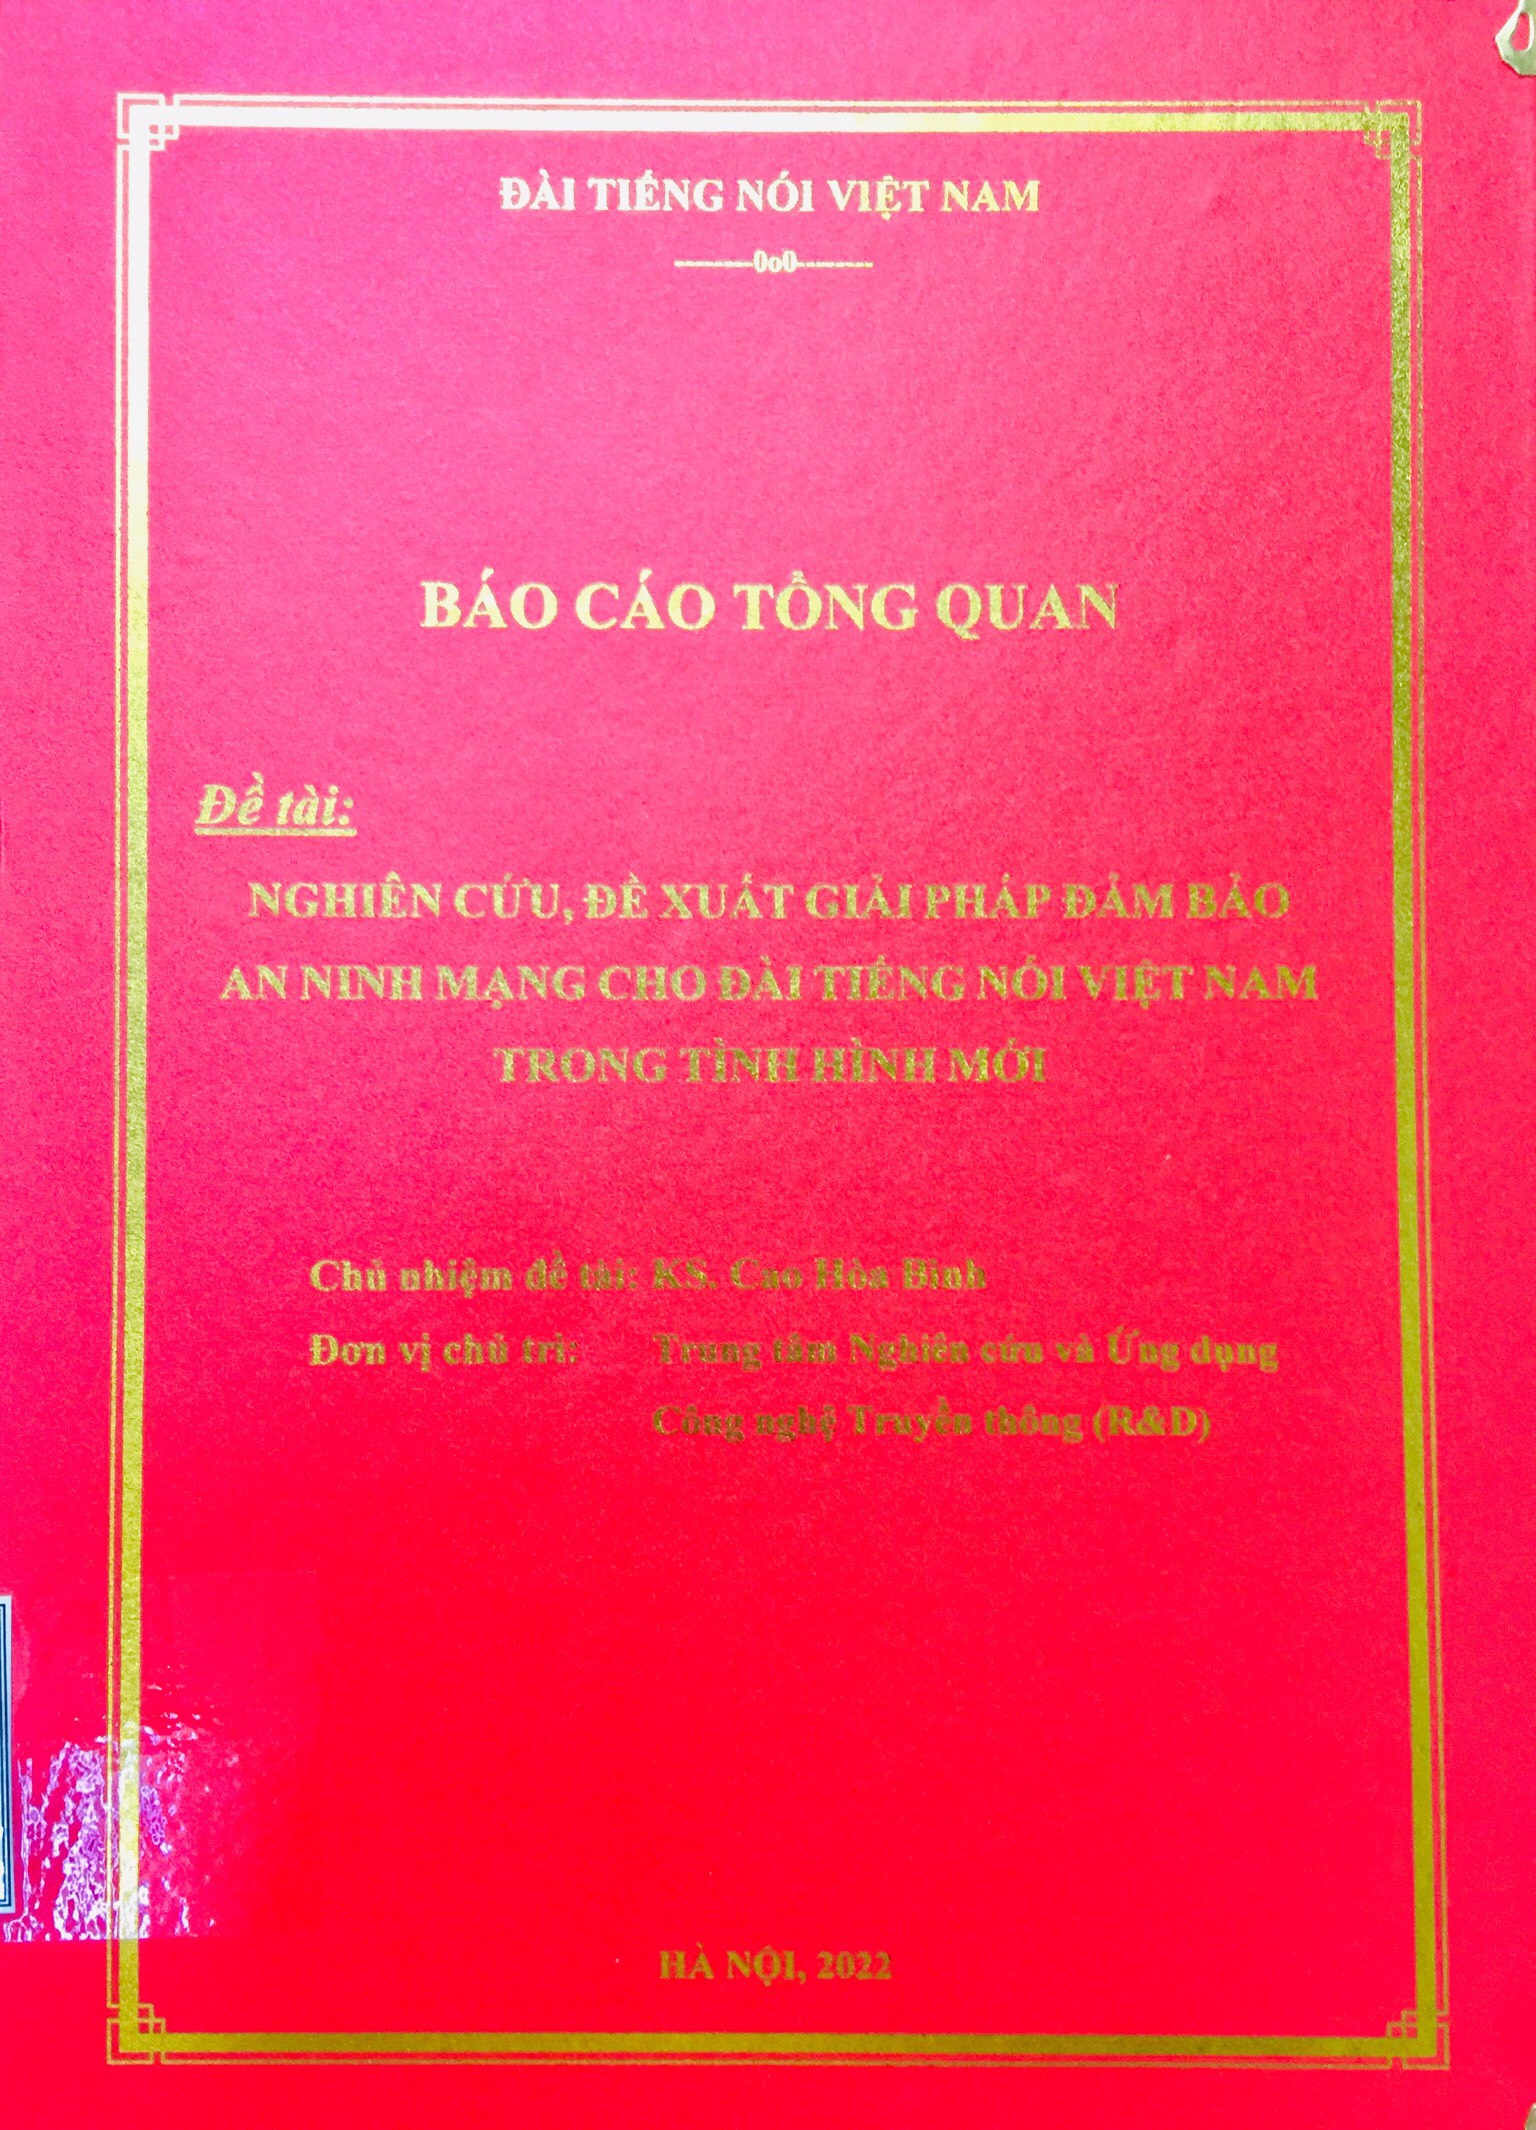 ĐÀI TIẾNG NÓI VIỆT NAM
--------0o0--------
BÁO CÁO TỔNG QUAN
Đề tài:
NGHIÊN CỨU, ĐỀ XUẤT GIẢI PHÁP ĐẢM BẢO
AN NINH MẠNG CHO ĐÀI TIẾNG NÓI VIỆT NAM
TRONG TÌNH HÌNH MỚI
Chủ nhiệm đề tài: KS. Cao Hòa Bình
Đơn vị chủ trì: Trung tâm Nghiên cứu và Ứng dụng
Công nghệ Truyền thông (R&D)
HÀ NỘI, 2022